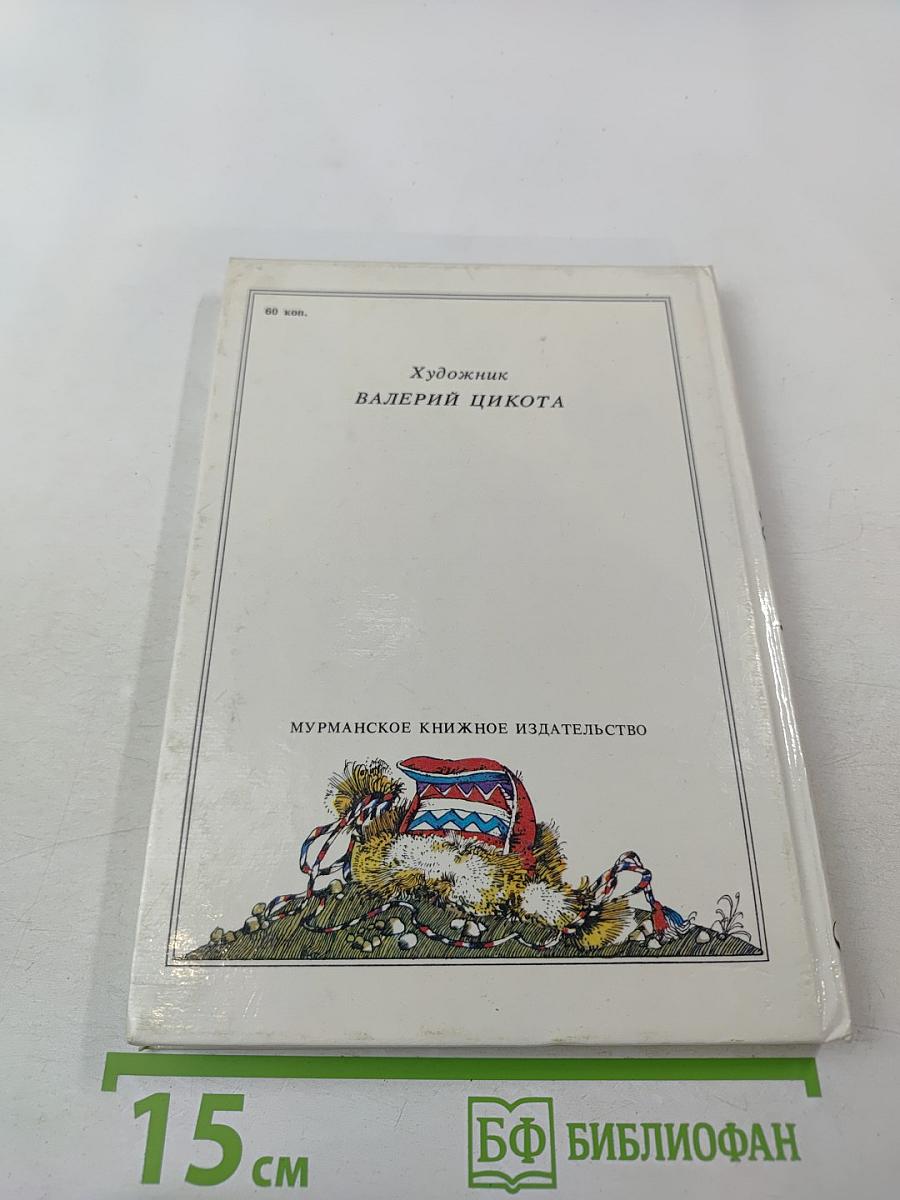 60 коп.
Художник
ВАЛЕРИЙ ЦИКОТА
МУРМАНСКОЕ КНИЖНОЕ ИЗДАТЕЛЬСТВО
15 см
БФ БИБЛИОФАН